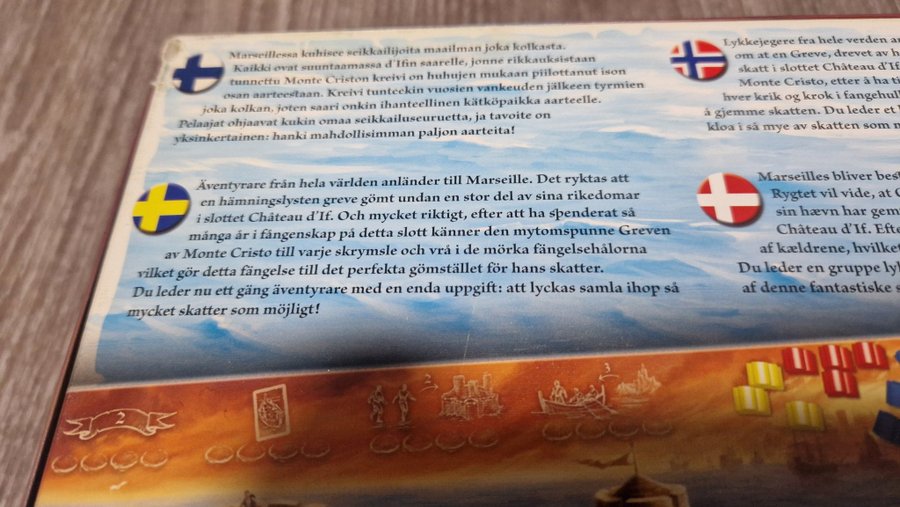 Marseillessa kuhisee seikkailijoita maailman joka kolkasta.
Kaikki ovat suuntaamassa d'Ifin saarelle, jonne rikkauksistaan
tunnettu Monte Criston kreivi on huhujen mukaan piilottanut ison
osan aarteestaan. Kreivi tunteekin vuosien vankeuden jälkeen tyrmien
joka kolkan, joten saari onkin ihanteellinen kätköpaikka aarteelle.
Pelaajat ohjaavat kukin omaa seikkailuseuruetta, ja tavoite on
yksinkertainen: hanki mahdollisimman paljon aarteita!
Lykkejegere fra hele verden
om at en Greve, drevet av
skatt i slottet Château d'If
Monte Cristo, etter å ha
hver krik og krok i
å gjemme skatten. Du leder et
kloa i så mye av skatten som
Äventyrare från hela världen anländer till Marseille. Det ryktas att
en hämningslysten greve gömt undan en stor del av sina rikedomar
i slottet Château d'If. Och mycket riktigt, efter att ha spenderat så
många år i fångenskap på detta slott känner den mytomspunne Greven
av Monte Cristo till varje skrymsle och vrå i de mörka fängelsehålorna
vilket gör detta fängelse till det perfekta gömstället för hans skatter.
Du leder nu ett gäng äventyrare med en enda uppgift: att lyckas samla ihop så
mycket skatter som möjligt!
Marseilles bliver
Rygtet vil vide, at
sin hævn har
Château d'If.
af kældrene, hvilket
Du leder en gruppe
af denne fantastiske
2
2
3